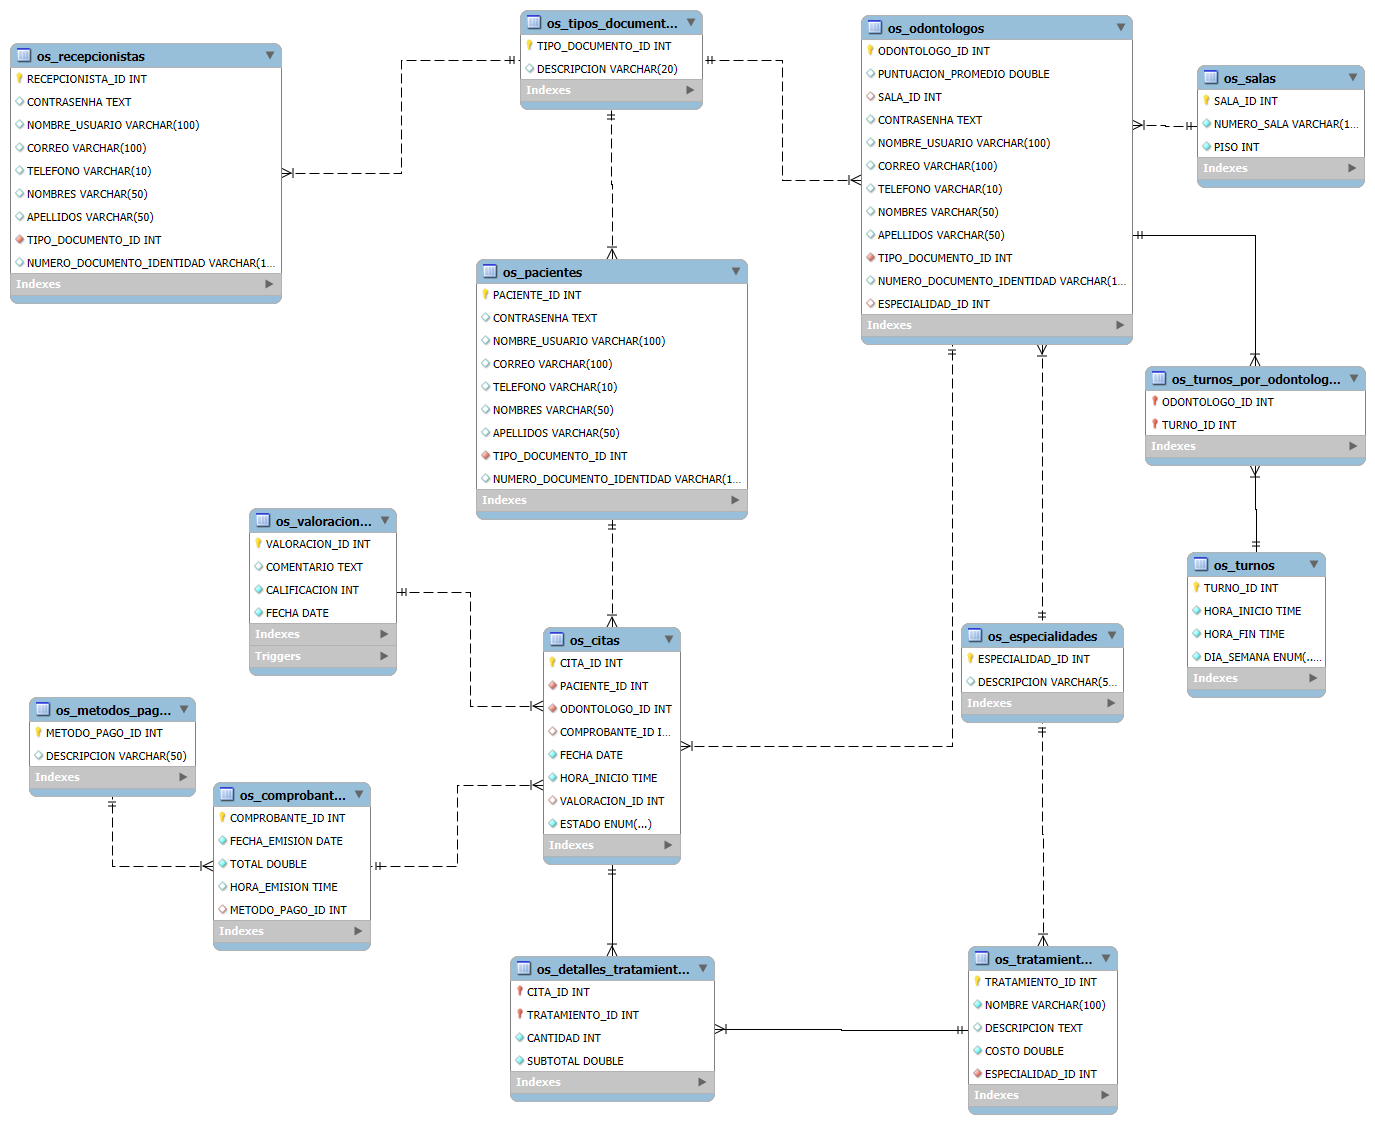 os_recepcionistas
RECEPCIONISTA_ID INT
CONTRASENHA TEXT
NOMBRE_USUARIO VARCHAR(100)
CORREO VARCHAR(100)
TELEFONO VARCHAR(10)
NOMBRES VARCHAR(50)
APELLIDOS VARCHAR(50)
TIPO_DOCUMENTO_ID INT
NUMERO_DOCUMENTO_IDENTIDAD VARCHAR(1...
Indexes
os_tipos_document...
TIPO_DOCUMENTO_ID INT
DESCRIPCION VARCHAR(20)
Indexes
os_odontologos
ODONTOLOGO_ID INT
PUNTUACION_PROMEDIO DOUBLE
SALA_ID INT
CONTRASENHA TEXT
NOMBRE_USUARIO VARCHAR(100)
CORREO VARCHAR(100)
TELEFONO VARCHAR(10)
NOMBRES VARCHAR(50)
APELLIDOS VARCHAR(50)
TIPO_DOCUMENTO_ID INT
NUMERO_DOCUMENTO_IDENTIDAD VARCHAR(1...
ESPECIALIDAD_ID INT
Indexes
os_salas
SALA_ID INT
NUMERO_SALA VARCHAR(1...
PISO INT
Indexes
os_pacientes
PACIENTE_ID INT
CONTRASENHA TEXT
NOMBRE_USUARIO VARCHAR(100)
CORREO VARCHAR(100)
TELEFONO VARCHAR(10)
NOMBRES VARCHAR(50)
APELLIDOS VARCHAR(50)
TIPO_DOCUMENTO_ID INT
NUMERO_DOCUMENTO_IDENTIDAD VARCHAR(1...
Indexes
os_turnos_por_odontolog...
ODONTOLOGO_ID INT
TURNO_ID INT
Indexes
os_valoracion...
VALORACION_ID INT
COMENTARIO TEXT
CALIFICACION INT
FECHA DATE
Indexes
Triggers
os_turnos
TURNO_ID INT
HORA_INICIO TIME
HORA_FIN TIME
DIA_SEMANA ENUM(......
Indexes
os_citas
CITA_ID INT
PACIENTE_ID INT
ODONTOLOGO_ID INT
COMPROBANTE_ID I...
FECHA DATE
HORA_INICIO TIME
VALORACION_ID INT
ESTADO ENUM(...)
Indexes
os_especialidades
ESPECIALIDAD_ID INT
DESCRIPCION VARCHAR(5...
Indexes
os_metodos_pag...
METODO_PAGO_ID INT
DESCRIPCION VARCHAR(50)
Indexes
os_comprobant...
COMPROBANTE_ID INT
FECHA_EMISION DATE
TOTAL DOUBLE
HORA_EMISION TIME
METODO_PAGO_ID INT
Indexes
os_detalles_tratamient...
CITA_ID INT
TRATAMIENTO_ID INT
CANTIDAD INT
SUBTOTAL DOUBLE
Indexes
os_tratamient...
TRATAMIENTO_ID INT
NOMBRE VARCHAR(100)
DESCRIPCION TEXT
COSTO DOUBLE
ESPECIALIDAD_ID INT
Indexes